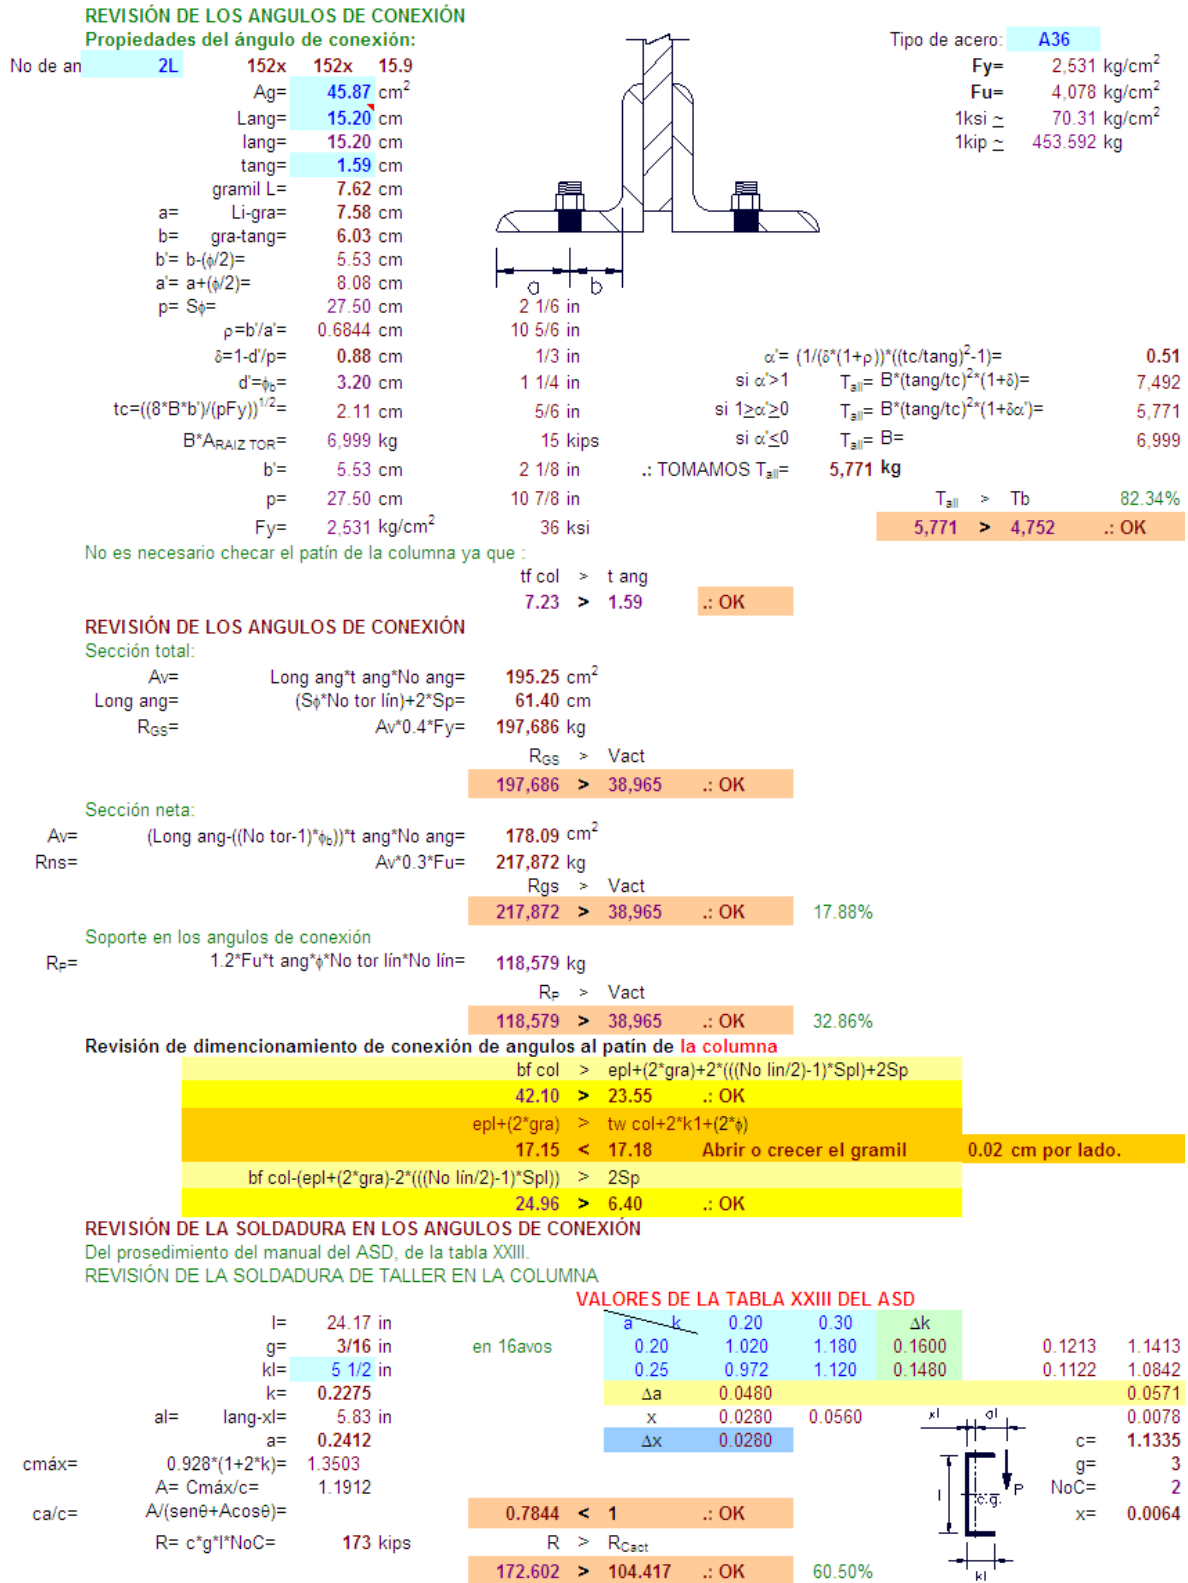 REVISIÓN DE LOS ANGULOS DE CONEXIÓN
Propiedades del ángulo de conexión:
Tipo de acero: A36
No de an 2L 152x 152x 15.9
Fy= 2,531 kg/cm²
Ag= 45.87 cm²
Fu= 4,078 kg/cm²
Lang= 15.20 cm
1ksi ~ 70.31 kg/cm²
lang= 15.20 cm
1kip ~ 453.592 kg
tang= 1.59 cm
gramil L= 7.62 cm
a= Li-gra= 7.58 cm
b= gra-tang= 6.03 cm
b'= b-(ϕ/2)= 5.53 cm
a'= a+(ϕ/2)= 8.08 cm
a b
p= Sϕ= 27.50 cm 2 1/6 in
ρ=b'/a'= 0.6844 cm 10 5/6 in
δ=1-d'/p= 0.88 cm 1/3 in α'= (1/(δ*(1+ρ))*((tc/tang)²-1)= 0.51
d'=ϕb= 3.20 cm 1 1/4 in si α'>1 Tall= B*(tang/tc)²*(1+δ)= 7,492
tc=((8*B*b')/(pFy))^1/2= 2.11 cm 5/6 in si 1≥α'≥0 Tall= B*(tang/tc)²*(1+δα')= 5,771
B*ARAIZ TOR= 6,999 kg 15 kips si α'≤0 Tall= B= 6,999
b'= 5.53 cm 2 1/8 in .: TOMAMOS Tall= 5,771 kg
p= 27.50 cm 10 7/8 in Tall > Tb 82.34%
Fy= 2,531 kg/cm² 36 ksi 5,771 > 4,752 .: OK
No es necesario checar el patín de la columna ya que :
tf col > t ang
7.23 > 1.59 .: OK
REVISIÓN DE LOS ANGULOS DE CONEXIÓN
Sección total:
Av= Long ang*t ang*No ang= 195.25 cm²
Long ang= (Sϕ*No tor lín)+2*Sp= 61.40 cm
RGS= Av*0.4*Fy= 197,686 kg
RGS > Vact
197,686 > 38,965 .: OK
Sección neta:
Av= (Long ang-((No tor-1)*ϕb))*t ang*No ang= 178.09 cm²
Rns= Av*0.3*Fu= 217,872 kg
Rgs > Vact
217,872 > 38,965 .: OK 17.88%
Soporte en los angulos de conexión
RP= 1.2*Fu*t ang*ϕ*No tor lín*No lín= 118,579 kg
RP > Vact
118,579 > 38,965 .: OK 32.86%
Revisión de dimencionamiento de conexión de angulos al patín de la columna
bf col > epl+(2*gra)+2*(((No lin/2)-1)*Spl)+2Sp
42.10 > 23.55 .: OK
epl+(2*gra) > tw col+2*k1+(2*ϕ)
17.15 < 17.18 Abrir o crecer el gramil 0.02 cm por lado.
bf col-(epl+(2*gra)-2*(((No lín/2)-1)*Spl)) > 2Sp
24.96 > 6.40 .: OK
REVISIÓN DE LA SOLDADURA EN LOS ANGULOS DE CONEXIÓN
Del prosedimiento del manual del ASD, de la tabla XXIII.
REVISIÓN DE LA SOLDADURA DE TALLER EN LA COLUMNA
VALORES DE LA TABLA XXIII DEL ASD
l= 24.17 in a k 0.20 0.30 Δk
g= 3/16 in en 16avos 0.20 1.020 1.180 0.1600 0.1213 1.1413
kl= 5 1/2 in 0.25 0.972 1.120 0.1480 0.1122 1.0842
k= 0.2275 Δa 0.0480 0.0571
al= lang-xl= 5.83 in x 0.0280 0.0560 xl al 0.0078
a= 0.2412 Δx 0.0280 c= 1.1335
cmáx= 0.928*(1+2*k)= 1.3503 g= 3
A= Cmáx/c= 1.1912 l c.g. P NoC= 2
ca/c= A/(senθ+Acosθ)= 0.7844 < 1 .: OK x= 0.0064
R= c*g*l*NoC= 173 kips R > RCact
172.602 > 104.417 .: OK 60.50% kl